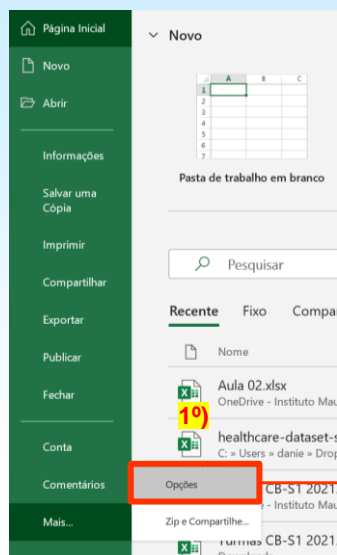 Página Inicial
Novo
Abrir
Informações
Salvar uma
Cópia
Imprimir
Compartilhar
Exportar
Publicar
Fechar
Conta
Comentários
Mais...
Novo
A B C
1
2
3
4
5
6
7
Pasta de trabalho em branco
Pesquisar
Recente Fixo Compar
Nome
Aula 02.xlsx
OneDrive - Instituto Mau
1º)
healthcare-dataset-s
C: » Users » danie » Drop
Opções
CB-S1 2021.
- Instituto Mau
Zip e Compartilhe...
Turmas CB-S1 2021.
Downloads